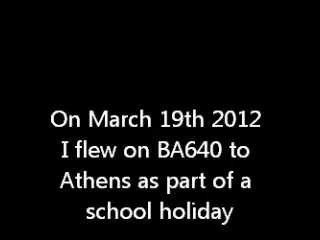 On March 19th 2012
I flew on BA640 to
Athens as part of a
school holiday